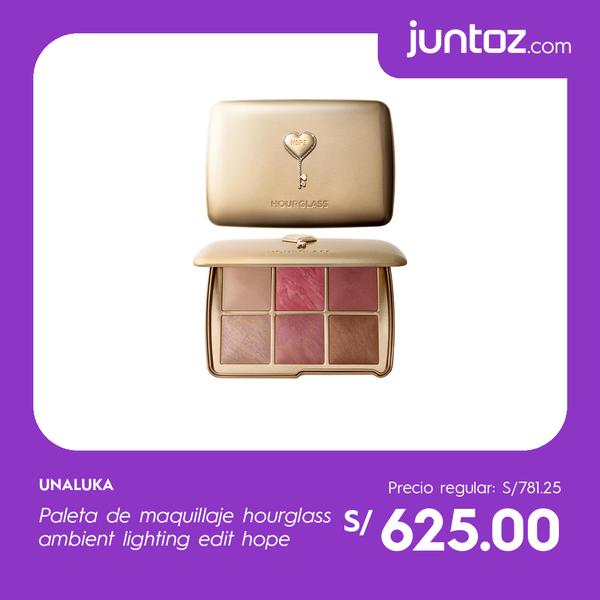 juntoz.com
HOPE
HOURGLASS
UNALUKA
Paleta de maquillaje hourglass
ambient lighting edit hope
Precio regular: S/781.25
S/ 625.00